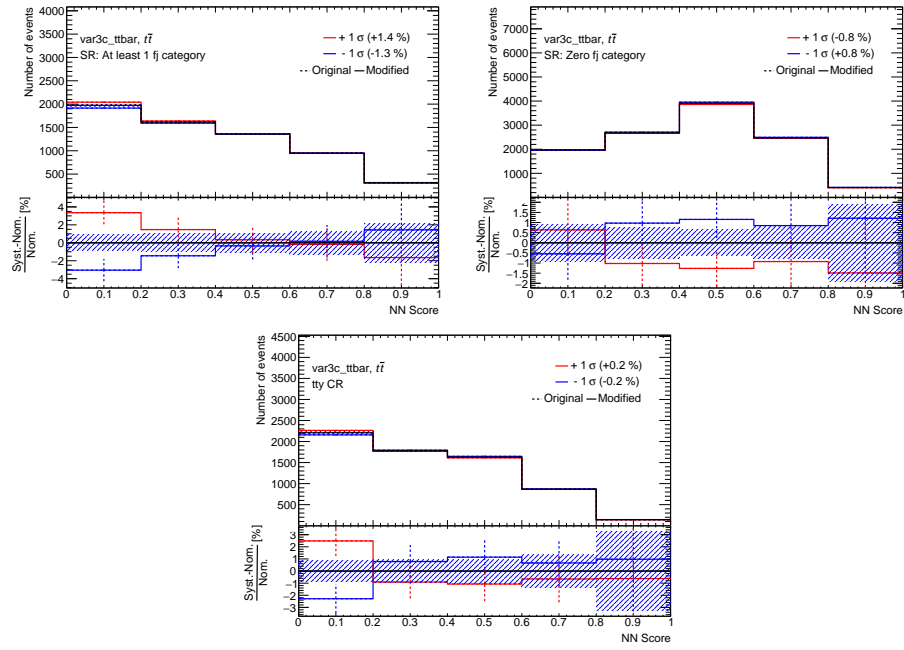 Number of events
4000
3500
3000
2500
2000
1500
1000
500
var3c_ttbar, tt̄
SR: At least 1 fj category
+ 1 σ (+1.4 %)
- 1 σ (-1.3 %)
Original Modified
Syst.-Nom.
Nom.
[%]
4
2
0
−2
−4
0 0.1 0.2 0.3 0.4 0.5 0.6 0.7 0.8 0.9 1
NN Score
Number of events
7000
6000
5000
4000
3000
2000
1000
var3c_ttbar, tt̄
SR: Zero fj category
+ 1 σ (-0.8 %)
- 1 σ (+0.8 %)
Original Modified
Syst.-Nom.
Nom.
[%]
1.5
1
0.5
0
−0.5
−1
−1.5
−2
0 0.1 0.2 0.3 0.4 0.5 0.6 0.7 0.8 0.9 1
NN Score
Number of events
4500
4000
3500
3000
2500
2000
1500
1000
500
var3c_ttbar, tt̄
tty CR
+ 1 σ (+0.2 %)
- 1 σ (-0.2 %)
Original Modified
Syst.-Nom.
Nom.
[%]
3
2
1
0
−1
−2
−3
0 0.1 0.2 0.3 0.4 0.5 0.6 0.7 0.8 0.9 1
NN Score